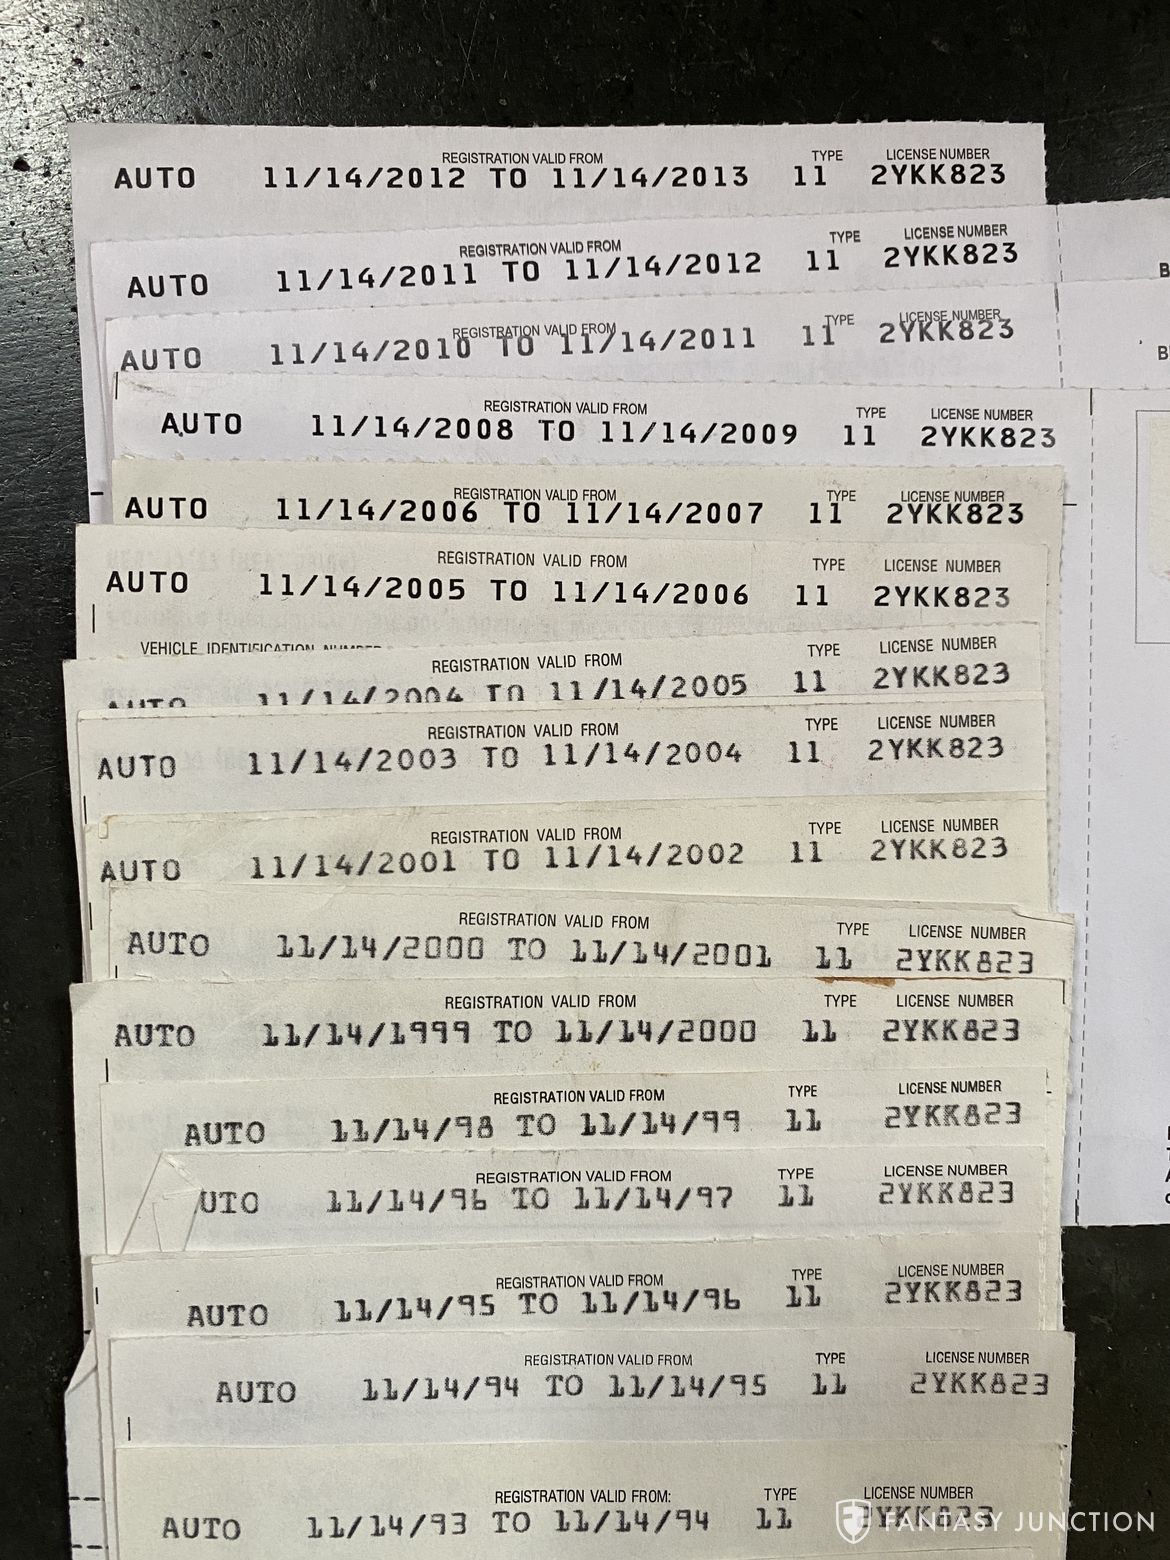 REGISTRATION VALID FROM TYPE LICENSE NUMBER
AUTO 11/14/2012 TO 11/14/2013 11 2YKK823
REGISTRATION VALID FROM TYPE LICENSE NUMBER
AUTO 11/14/2011 TO 11/14/2012 11 2YKK823
REGISTRATION VALID FROM TYPE LICENSE NUMBER
AUTO 11/14/2010 TO 11/14/2011 11 2YKK823
REGISTRATION VALID FROM TYPE LICENSE NUMBER
AUTO 11/14/2008 TO 11/14/2009 11 2YKK823
REGISTRATION VALID FROM TYPE LICENSE NUMBER
AUTO 11/14/2006 TO 11/14/2007 11 2YKK823
REGISTRATION VALID FROM TYPE LICENSE NUMBER
AUTO 11/14/2005 TO 11/14/2006 11 2YKK823
VEHICLE IDENTIFICATION NUMBER
REGISTRATION VALID FROM TYPE LICENSE NUMBER
AUTO 11/14/2004 TO 11/14/2005 11 2YKK823
REGISTRATION VALID FROM TYPE LICENSE NUMBER
AUTO 11/14/2003 TO 11/14/2004 11 2YKK823
REGISTRATION VALID FROM TYPE LICENSE NUMBER
AUTO 11/14/2001 TO 11/14/2002 11 2YKK823
REGISTRATION VALID FROM TYPE LICENSE NUMBER
AUTO 11/14/2000 TO 11/14/2001 11 2YKK823
REGISTRATION VALID FROM TYPE LICENSE NUMBER
AUTO 11/14/1999 TO 11/14/2000 11 2YKK823
REGISTRATION VALID FROM TYPE LICENSE NUMBER
AUTO 11/14/98 TO 11/14/99 11 2YKK823
REGISTRATION VALID FROM TYPE LICENSE NUMBER
UTO 11/14/96 TO 11/14/97 11 2YKK823
REGISTRATION VALID FROM TYPE LICENSE NUMBER
AUTO 11/14/95 TO 11/14/96 11 2YKK823
REGISTRATION VALID FROM TYPE LICENSE NUMBER
AUTO 11/14/94 TO 11/14/95 11 2YKK823
REGISTRATION VALID FROM: TYPE LICENSE NUMBER
AUTO 11/14/93 TO 11/14/94 11 2YKK823
FANTASY JUNCTION